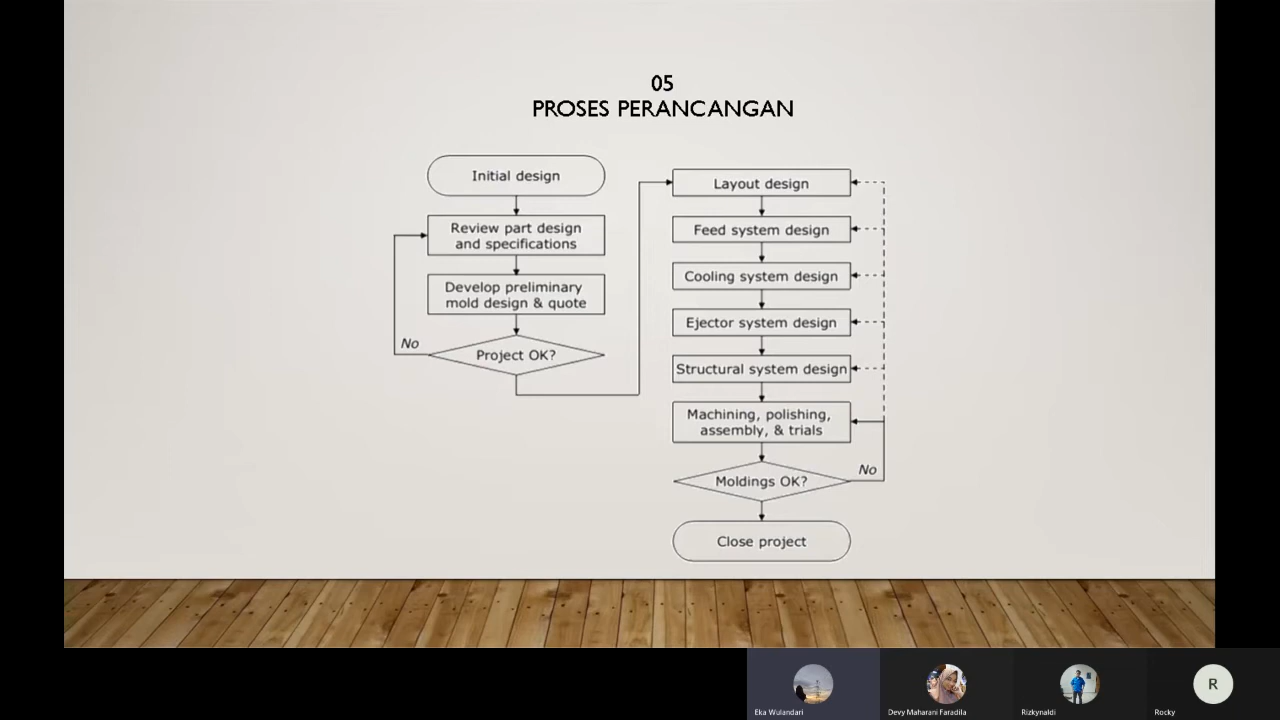 05
PROSES PERANCANGAN
Initial design
Review part design
and specifications
Develop preliminary
mold design & quote
No
Project OK?
Layout design
Feed system design
Cooling system design
Ejector system design
Structural system design
Machining, polishing,
assembly, & trials
No
Moldings OK?
Close project
R
Eka Wulandari
Devy Maharani Faradila
Rizkynaldi
Rocky